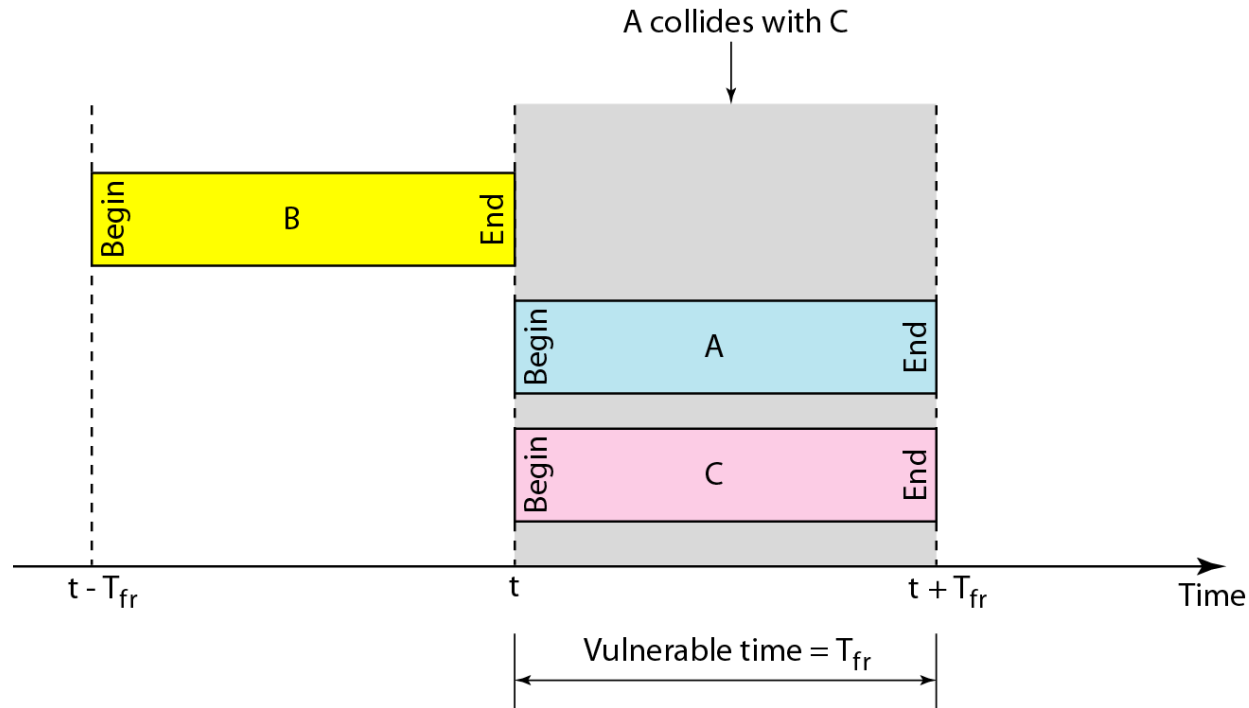 A collides with C
Begin
B
End
Begin
A
End
Begin
C
End
t - Tfr
t
t + Tfr
Time
Vulnerable time = Tfr